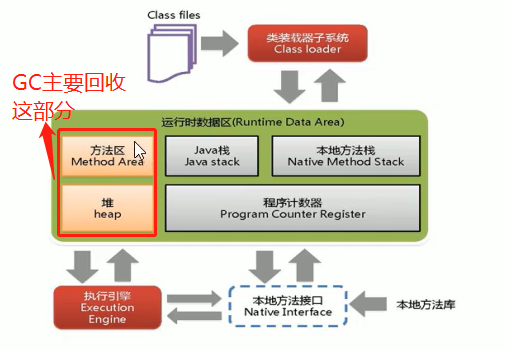 Class files
类装载器子系统
Class loader
GC主要回收
这部分
运行时数据区(Runtime Data Area)
方法区
Method Area
Java栈
Java stack
本地方法栈
Native Method Stack
堆
heap
程序计数器
Program Counter Register
执行引擎
Execution
Engine
本地方法接口
Native Interface
本地方法库